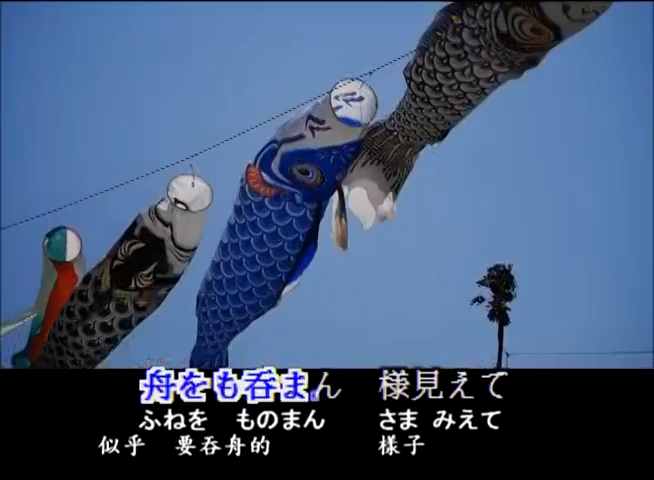 舟をも呑まん 様見えて
ふねを ものまん さま みえて
似乎 要吞舟的 樣子